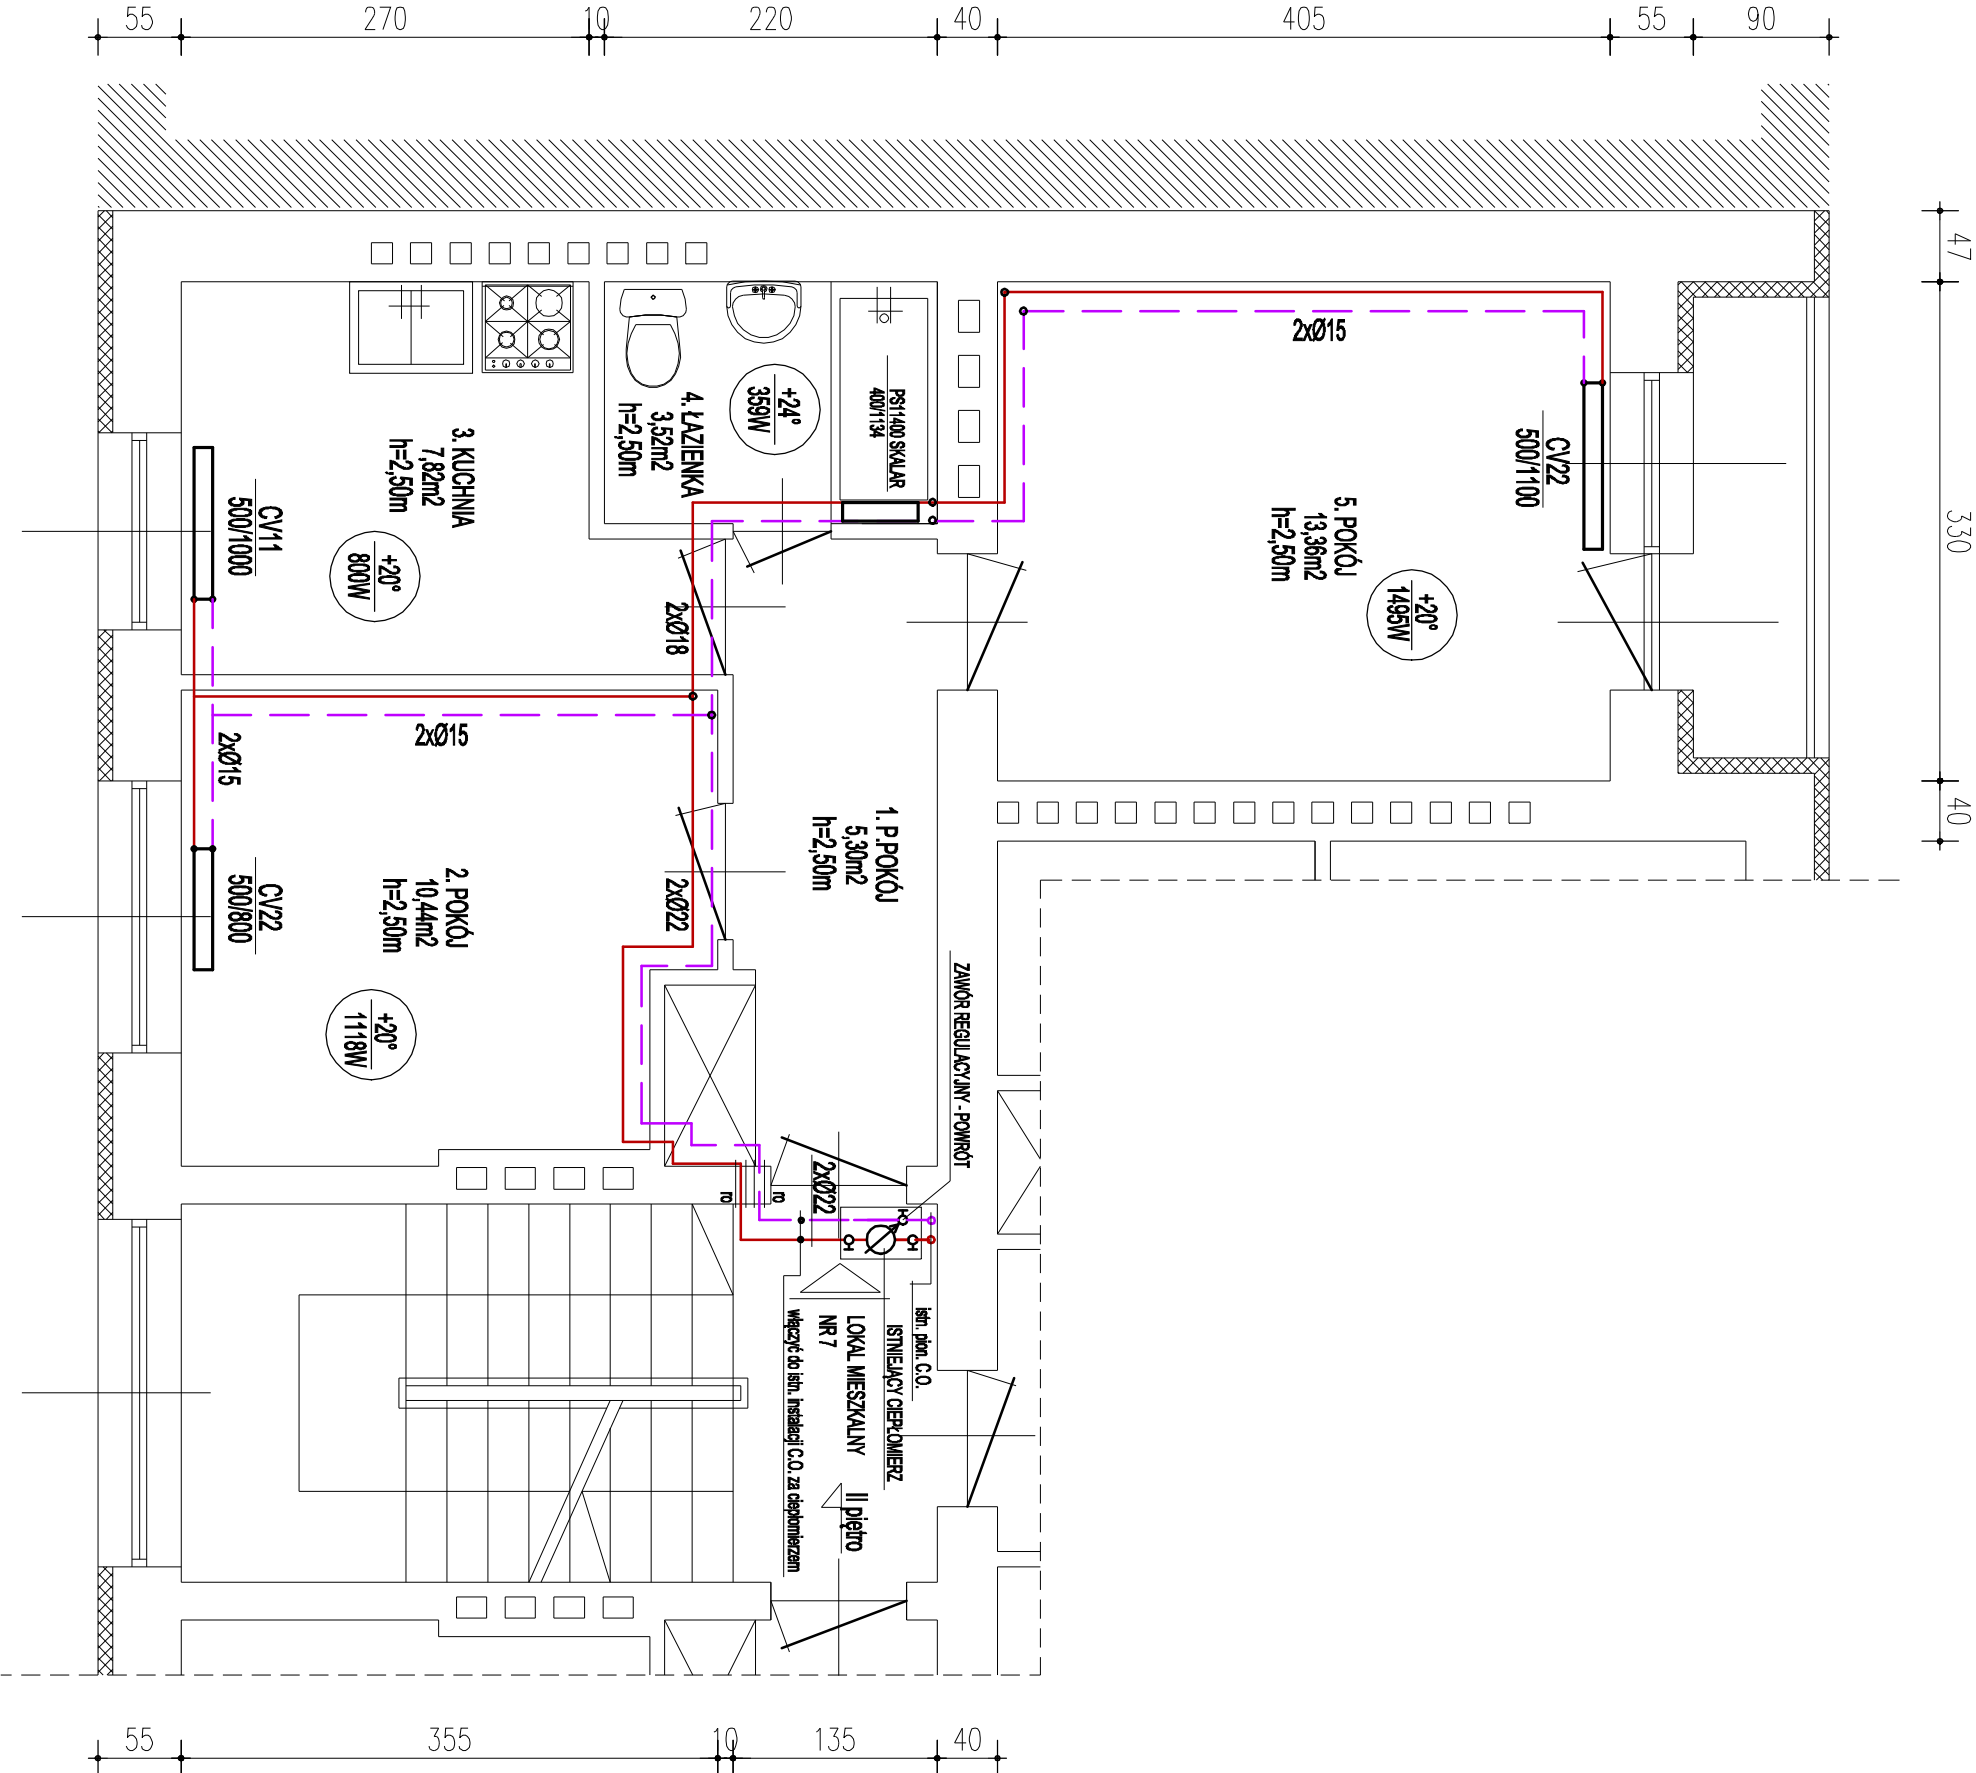 55
270
10
220
40
405
55
90
47
330
40
2xØ15
CV22
500/1100
5. POKÓJ
13,36m2
h=2,50m
+20°
1495W
PS11400 SKALAR
400/1134
+24°
359W
4. ŁAZIENKA
3,52m2
h=2,50m
3. KUCHNIA
7,82m2
h=2,50m
+20°
800W
CV11
500/1000
2xØ18
2xØ15
2xØ15
1. P.POKÓJ
5,30m2
h=2,50m
2xØ22
2. POKÓJ
10,44m2
h=2,50m
+20°
1118W
CV22
500/800
ZAWÓR REGULACYJNY - POWRÓT
2xØ22
ro
ro
istn. pion. C.O.
ISTNIEJĄCY CIEPŁOMIERZ
LOKAL MIESZKALNY
NR 7
włączyć do istn. instalacji C.O. za ciepłomierzem
II piętro
55
355
10
135
40